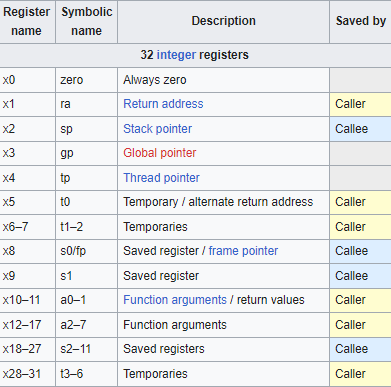 Register name Symbolic name Description Saved by
32 integer registers
x0 zero Always zero
x1 ra Return address Caller
x2 sp Stack pointer Callee
x3 gp Global pointer
x4 tp Thread pointer
x5 t0 Temporary / alternate return address Caller
x6–7 t1–2 Temporaries Caller
x8 s0/fp Saved register / frame pointer Callee
x9 s1 Saved register Callee
x10–11 a0–1 Function arguments / return values Caller
x12–17 a2–7 Function arguments Caller
x18–27 s2–11 Saved registers Callee
x28–31 t3–6 Temporaries Caller